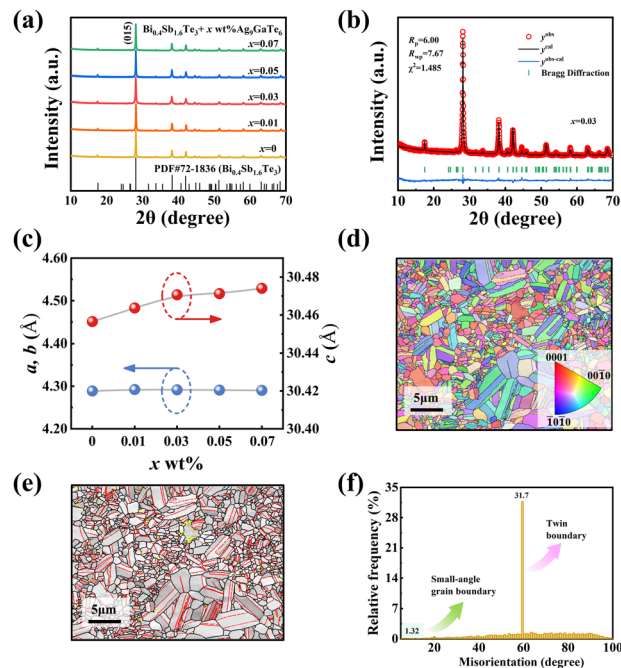 (a)
Intensity (a.u.)
(015)
Bi0.4Sb1.6Te3+ x wt%Ag9GaTe6
x=0.07
x=0.05
x=0.03
x=0.01
x=0
PDF#72-1836 (Bi0.4Sb1.6Te3)
10 20 30 40 50 60 70
2θ (degree)
(b)
Intensity (a.u.)
Rp=6.00
Rwp=7.67
χ²=1.485
yobs
ycal
yobs-cal
Bragg Diffraction
x=0.03
10 20 30 40 50 60 70
2θ (degree)
(c)
a, b (Å)
4.60
4.50
4.40
4.30
4.20
30.48
30.46
30.44
30.42
30.40
c (Å)
0 0.01 0.03 0.05 0.07
x wt%
(d)
5μm
0001
001̄0
1̄01̄0
(e)
5μm
(f)
Relative frequency (%)
35
28
21
14
7
0
31.7
Twin
boundary
Small-angle
grain boundary
1.32
0 20 40 60 80 100
Misorientation (degree)